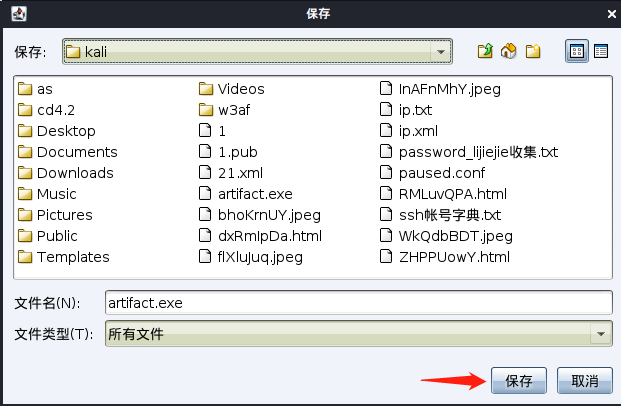 保存
保存:
kali
as
cd4.2
Desktop
Documents
Downloads
Music
Pictures
Public
Templates
Videos
w3af
1
1.pub
21.xml
artifact.exe
bhoKrnUY.jpeg
dxRmIpDa.html
flXluJuq.jpeg
InAFnMhY.jpeg
ip.txt
ip.xml
password_lijiejie收集.txt
paused.conf
RMLuvQPA.html
ssh帐号字典.txt
WkQdbBDT.jpeg
ZHPPUowY.html
文件名(N):
artifact.exe
文件类型(T):
所有文件
保存
取消